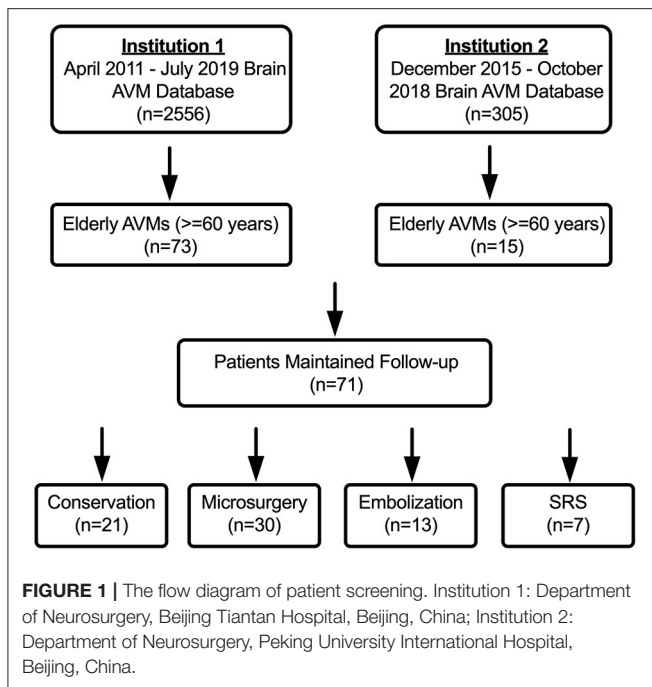 Institution 1
April 2011 - July 2019 Brain
AVM Database
(n=2556)
Institution 2
December 2015 - October
2018 Brain AVM Database
(n=305)
Elderly AVMs (>=60 years)
(n=73)
Elderly AVMs (>=60 years)
(n=15)
Patients Maintained Follow-up
(n=71)
Conservation
(n=21)
Microsurgery
(n=30)
Embolization
(n=13)
SRS
(n=7)
FIGURE 1 | The flow diagram of patient screening. Institution 1: Department
of Neurosurgery, Beijing Tiantan Hospital, Beijing, China; Institution 2:
Department of Neurosurgery, Peking University International Hospital,
Beijing, China.